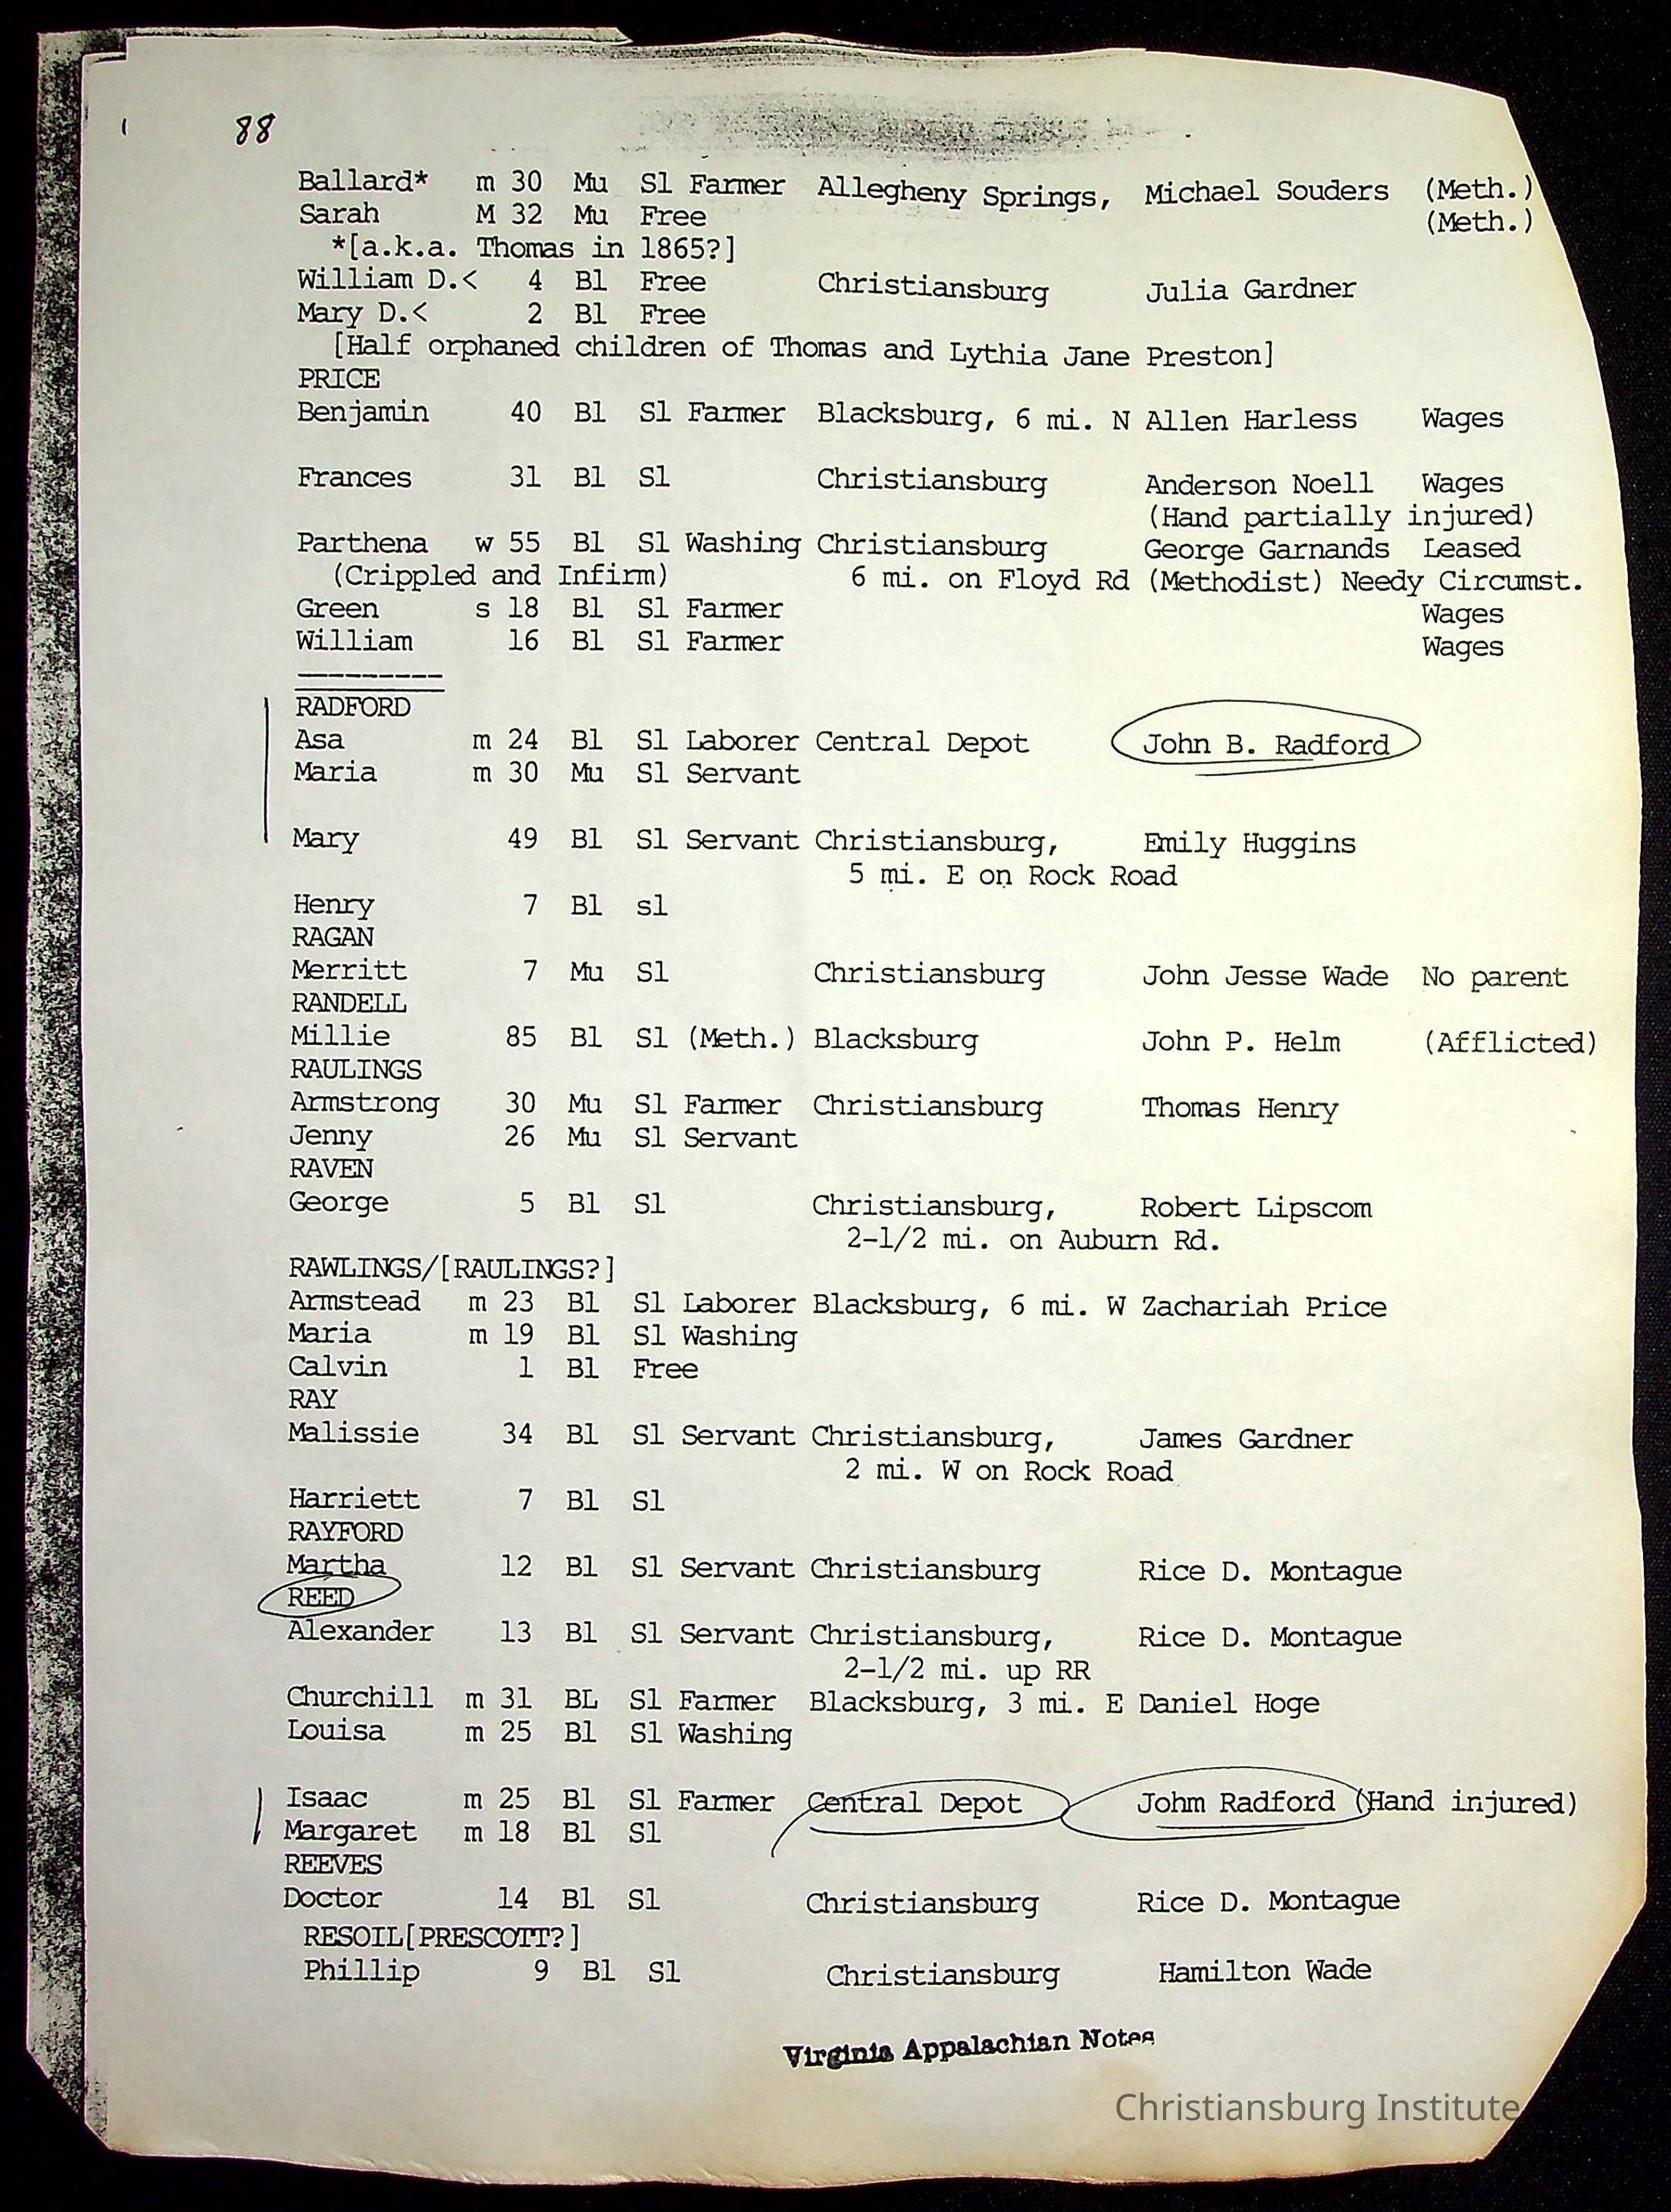 88
Ballard* m 30 Mu Sl Farmer Allegheny Springs, Michael Souders (Meth.)
Sarah M 32 Mu Free (Meth.)
*[a.k.a. Thomas in 1865?]
William D.< 4 Bl Free Christiansburg Julia Gardner
Mary D.< 2 Bl Free
[Half orphaned children of Thomas and Lythia Jane Preston]
PRICE
Benjamin 40 Bl Sl Farmer Blacksburg, 6 mi. N Allen Harless Wages
Frances 31 Bl Sl Christiansburg Anderson Noell Wages
(Hand partially injured)
Parthena w 55 Bl Sl Washing Christiansburg George Garnands Leased
(Crippled and Infirm) 6 mi. on Floyd Rd (Methodist) Needy Circumst.
Green s 18 Bl Sl Farmer Wages
William 16 Bl Sl Farmer Wages
---------
RADFORD
Asa m 24 Bl Sl Laborer Central Depot John B. Radford
Maria m 30 Mu Sl Servant
Mary 49 Bl Sl Servant Christiansburg, Emily Huggins
5 mi. E on Rock Road
Henry 7 Bl sl
RAGAN
Merritt 7 Mu Sl Christiansburg John Jesse Wade No parent
RANDELL
Millie 85 Bl Sl (Meth.) Blacksburg John P. Helm (Afflicted)
RAULINGS
Armstrong 30 Mu Sl Farmer Christiansburg Thomas Henry
Jenny 26 Mu Sl Servant
RAVEN
George 5 Bl Sl Christiansburg, Robert Lipscom
2-1/2 mi. on Auburn Rd.
RAWLINGS/[RAULINGS?]
Armstead m 23 Bl Sl Laborer Blacksburg, 6 mi. W Zachariah Price
Maria m 19 Bl Sl Washing
Calvin 1 Bl Free
RAY
Malissie 34 Bl Sl Servant Christiansburg, James Gardner
2 mi. W on Rock Road
Harriett 7 Bl Sl
RAYFORD
Martha 12 Bl Sl Servant Christiansburg Rice D. Montague
REED
Alexander 13 Bl Sl Servant Christiansburg, Rice D. Montague
2-1/2 mi. up RR
Churchill m 31 BL Sl Farmer Blacksburg, 3 mi. E Daniel Hoge
Louisa m 25 Bl Sl Washing
Isaac m 25 Bl Sl Farmer Central Depot Johm Radford (Hand injured)
Margaret m 18 Bl Sl
REEVES
Doctor 14 Bl Sl Christiansburg Rice D. Montague
RESOIL[PRESCOTT?]
Phillip 9 Bl Sl Christiansburg Hamilton Wade
Virginia Appalachian Notes
Christiansburg Institute